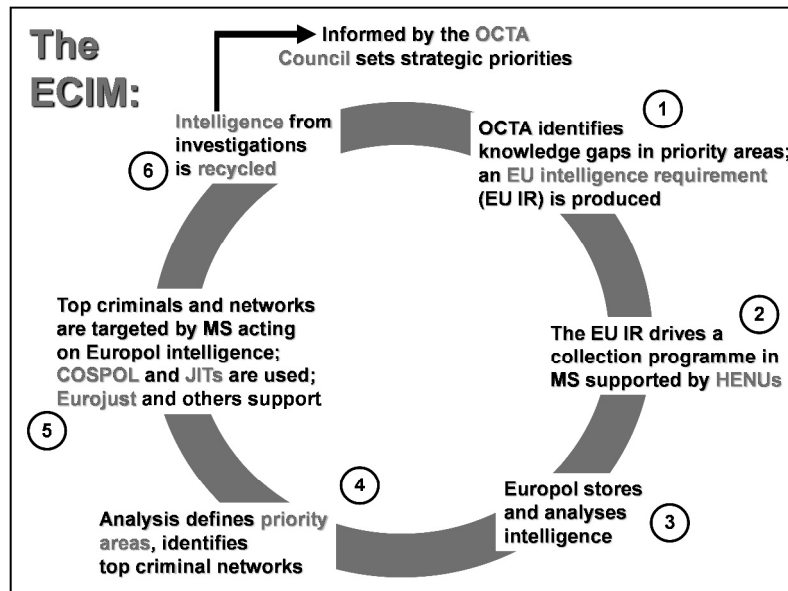 The
ECIM:
Informed by the OCTA
Council sets strategic priorities
1
OCTA identifies
knowledge gaps in priority areas;
an EU intelligence requirement
(EU IR) is produced
2
The EU IR drives a
collection programme in
MS supported by HENUs
3
Europol stores
and analyses
intelligence
4
Analysis defines priority
areas, identifies
top criminal networks
5
Top criminals and networks
are targeted by MS acting
on Europol intelligence;
COSPOL and JITs are used;
Eurojust and others support
6
Intelligence from
investigations
is recycled